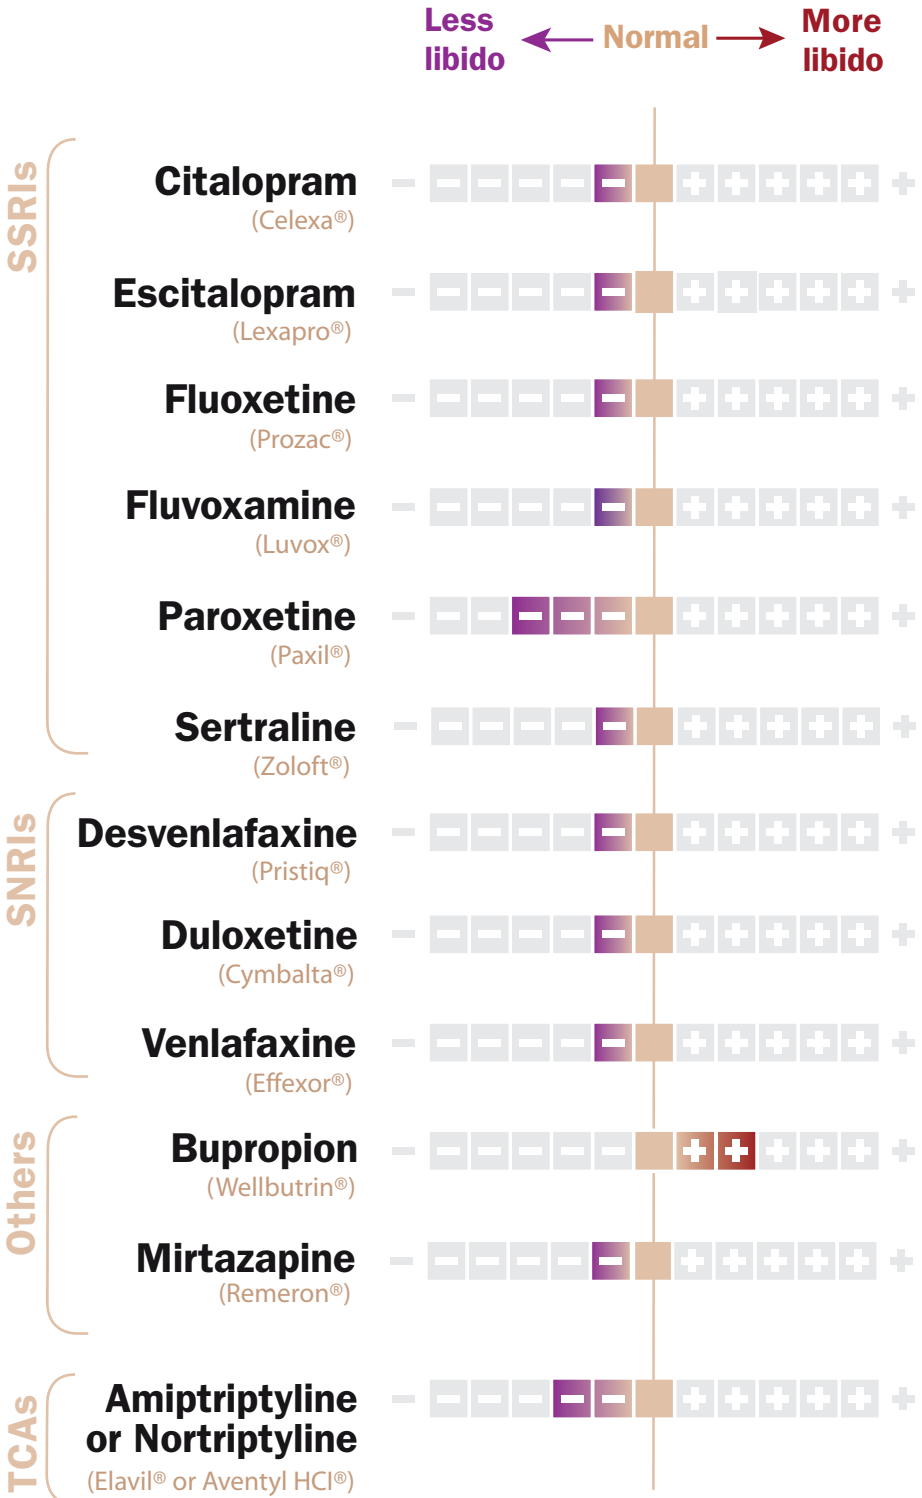 Less libido
Normal
More libido
SSRIs
Citalopram
(Celexa®)
Escitalopram
(Lexapro®)
Fluoxetine
(Prozac®)
Fluvoxamine
(Luvox®)
Paroxetine
(Paxil®)
Sertraline
(Zoloft®)
SNRIs
Desvenlafaxine
(Pristiq®)
Duloxetine
(Cymbalta®)
Venlafaxine
(Effexor®)
Others
Bupropion
(Wellbutrin®)
Mirtazapine
(Remeron®)
TCAs
Amiptriptyline
or Nortriptyline
(Elavil® or Aventyl HCI®)